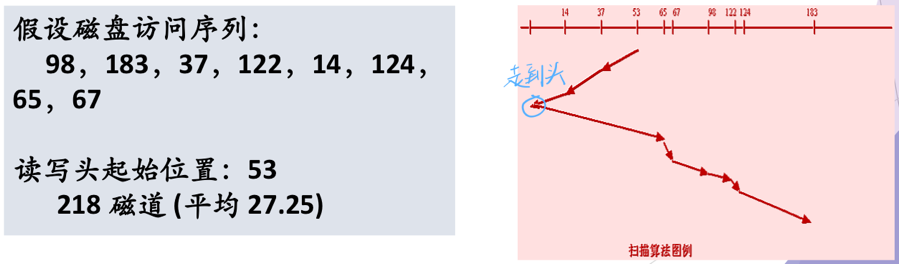 假设磁盘访问序列：
98，183，37，122，14，124，
65，67
读写头起始位置：53
218 磁道 (平均 27.25)
14 37 53 65 67 98 122 124 183
走到头
扫描算法图例